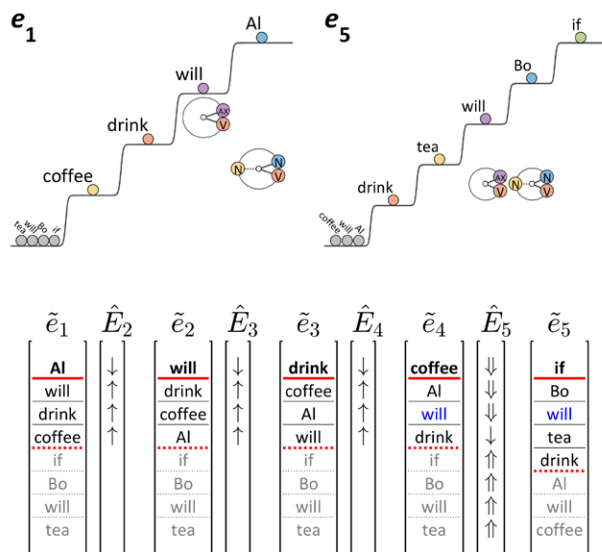 e1
Al
will
drink
coffee
tea will Bo if
AX
V
N N
V
e5
if
Bo
will
tea
drink
coffee will Al
AX
V
N N
V
ẽ1 Ê2 ẽ2 Ê3 ẽ3 Ê4 ẽ4 Ê5 ẽ5
Al ↓ will ↓ drink ↓ coffee ⇓ if
will ↑ drink ↑ coffee ↑ Al ⇓ Bo
drink ↑ coffee ↑ Al ↑ will ⇓ will
coffee ↑ Al ↑ will ↑ drink ↓ tea
if if if if ⇑ drink
Bo Bo Bo Bo ⇑ Al
will will will will ⇑ will
tea tea tea tea ⇑ coffee